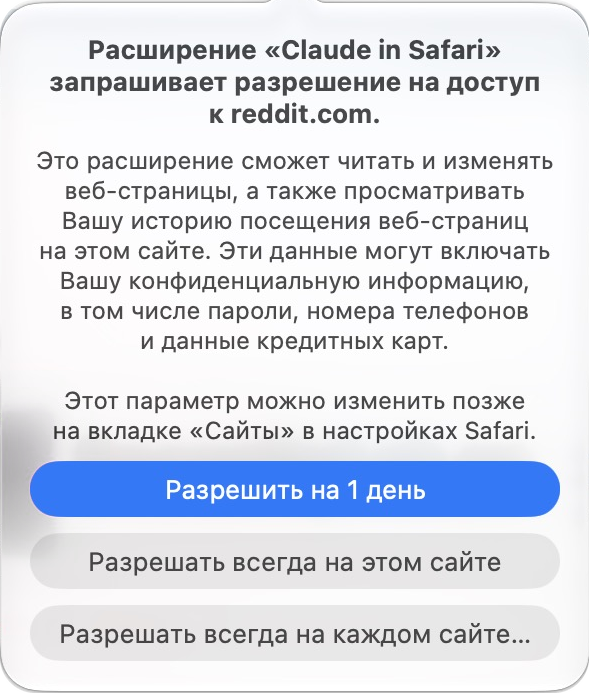 Расширение «Claude in Safari»
запрашивает разрешение на доступ
к reddit.com.
Это расширение сможет читать и изменять
веб-страницы, а также просматривать
Вашу историю посещения веб-страниц
на этом сайте. Эти данные могут включать
Вашу конфиденциальную информацию,
в том числе пароли, номера телефонов
и данные кредитных карт.
Этот параметр можно изменить позже
на вкладке «Сайты» в настройках Safari.
Разрешить на 1 день
Разрешать всегда на этом сайте
Разрешать всегда на каждом сайте...